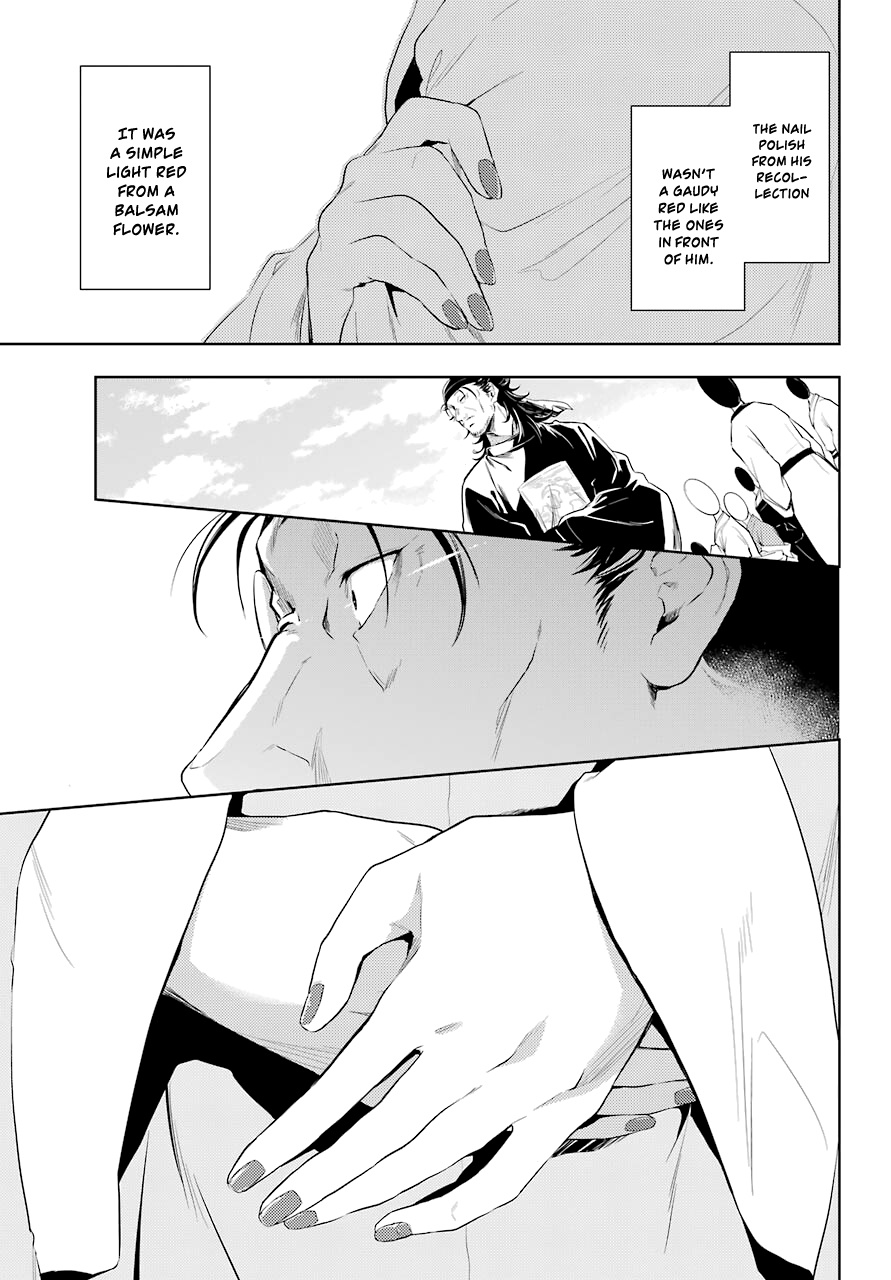 THE NAIL
POLISH
FROM HIS
RECOL-
LECTION
WASN'T
A GAUDY
RED LIKE
THE ONES
IN FRONT
OF HIM.
IT WAS
A SIMPLE
LIGHT RED
FROM A
BALSAM
FLOWER.